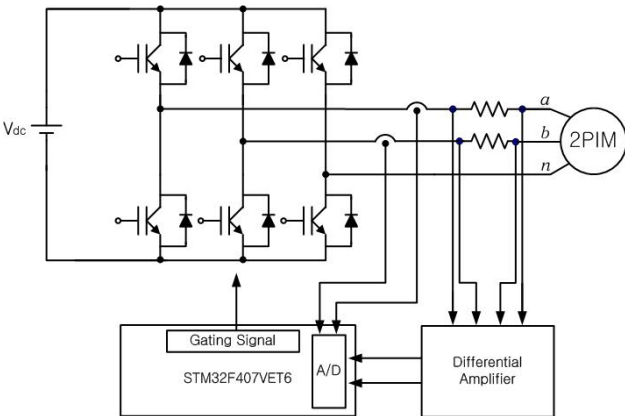 Vdc
a
b
n
2PIM
Gating Signal
STM32F407VET6
A/D
Differential
Amplifier